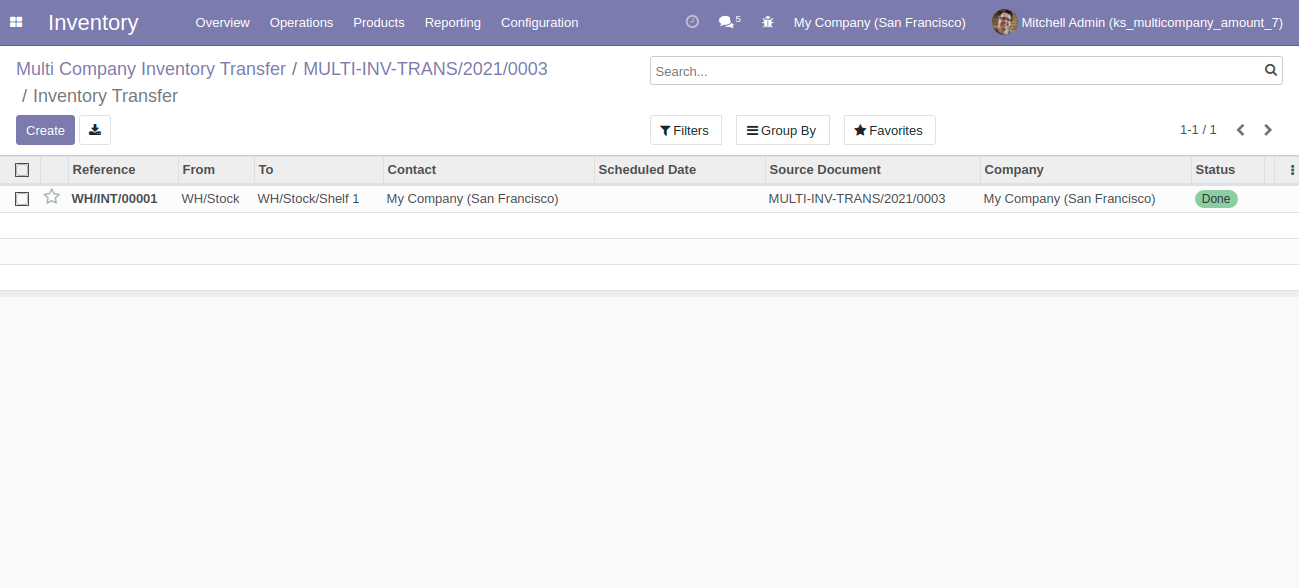 Inventory Overview Operations Products Reporting Configuration 5 My Company (San Francisco) Mitchell Admin (ks_multicompany_amount_7)
Multi Company Inventory Transfer / MULTI-INV-TRANS/2021/0003
/ Inventory Transfer
Search...
Create Filters Group By Favorites 1-1 / 1
Reference From To Contact Scheduled Date Source Document Company Status
WH/INT/00001 WH/Stock WH/Stock/Shelf 1 My Company (San Francisco) MULTI-INV-TRANS/2021/0003 My Company (San Francisco) Done